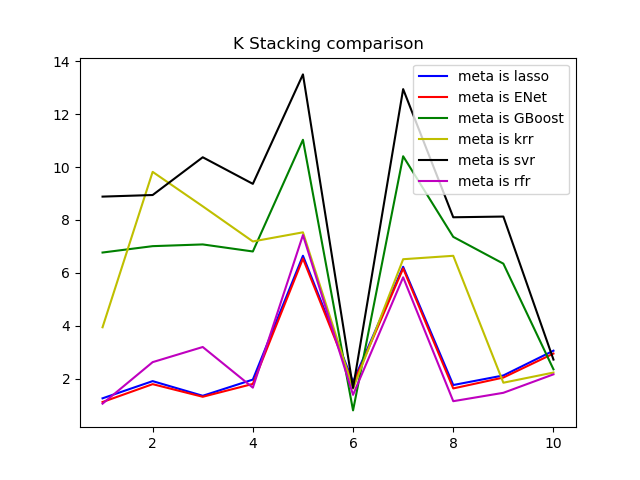 K Stacking comparison
14
12
10
8
6
4
2
2
4
6
8
10
meta is lasso
meta is ENet
meta is GBoost
meta is krr
meta is svr
meta is rfr